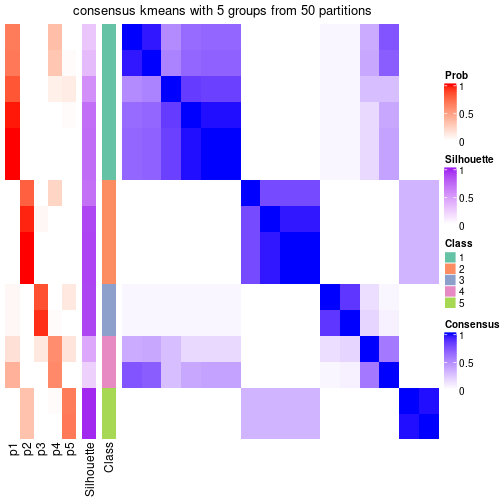 consensus kmeans with 5 groups from 50 partitions
Prob
1
0.5
0
Silhouette
1
0.5
0
Class
1
2
3
4
5
Consensus
1
0.5
0
p1
p2
p3
p4
p5
Silhouette
Class